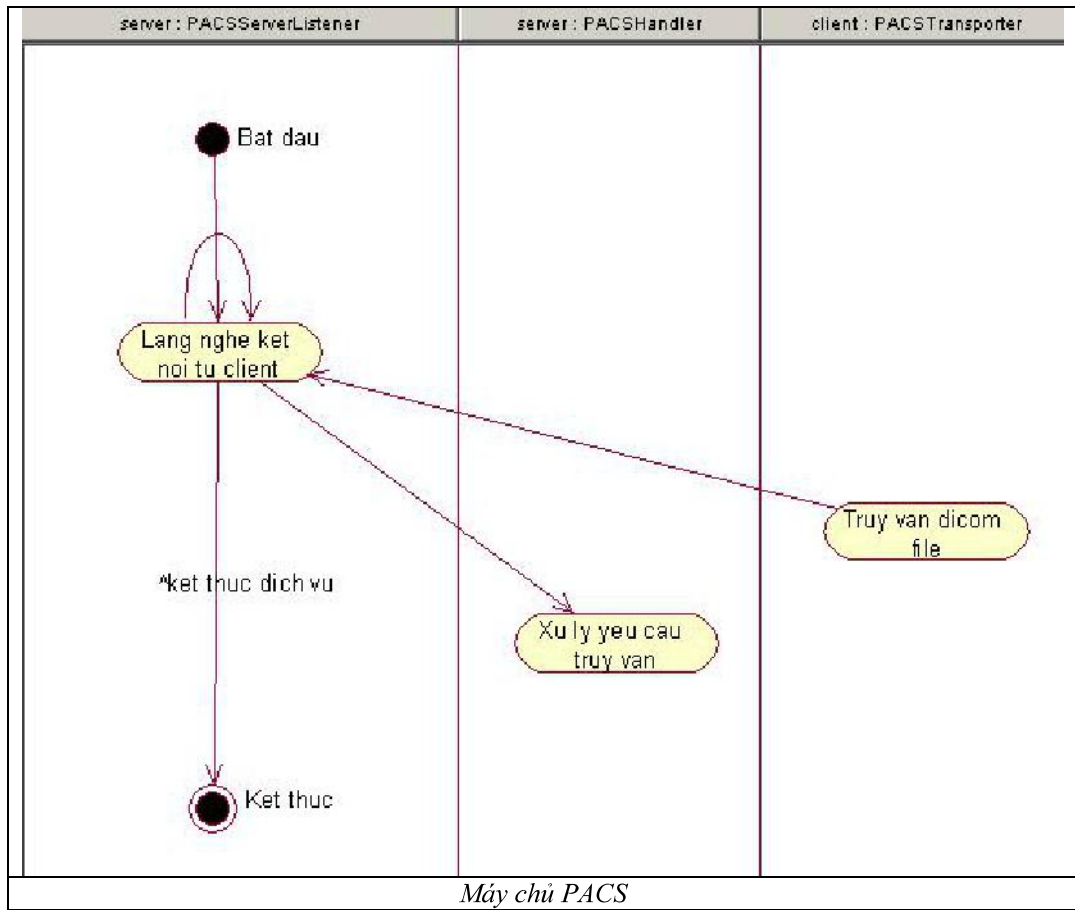 server : PACSServerListener
server : PACSHandler
client : PACSTransporter
Bat dau
Lang nghe ket
noi tu client
Truy van dicom
file
^ket thuc dich vu
Xu ly yeu cau
truy van
Ket thuc
Máy chủ PACS